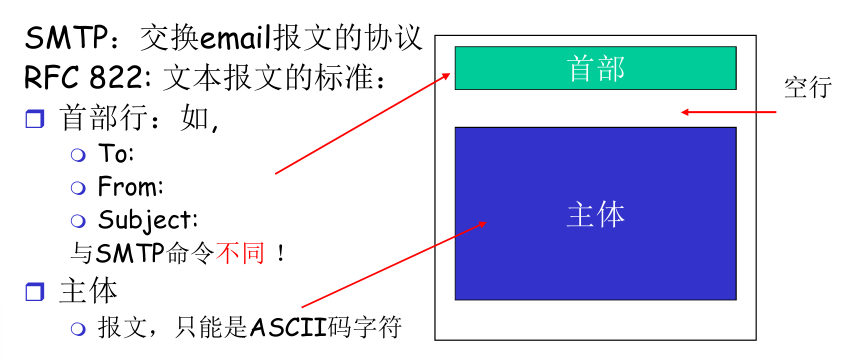 SMTP：交换email报文的协议
RFC 822: 文本报文的标准：
首部行：如,
To:
From:
Subject:
与SMTP命令不同！
主体
报文，只能是ASCII码字符
首部
空行
主体